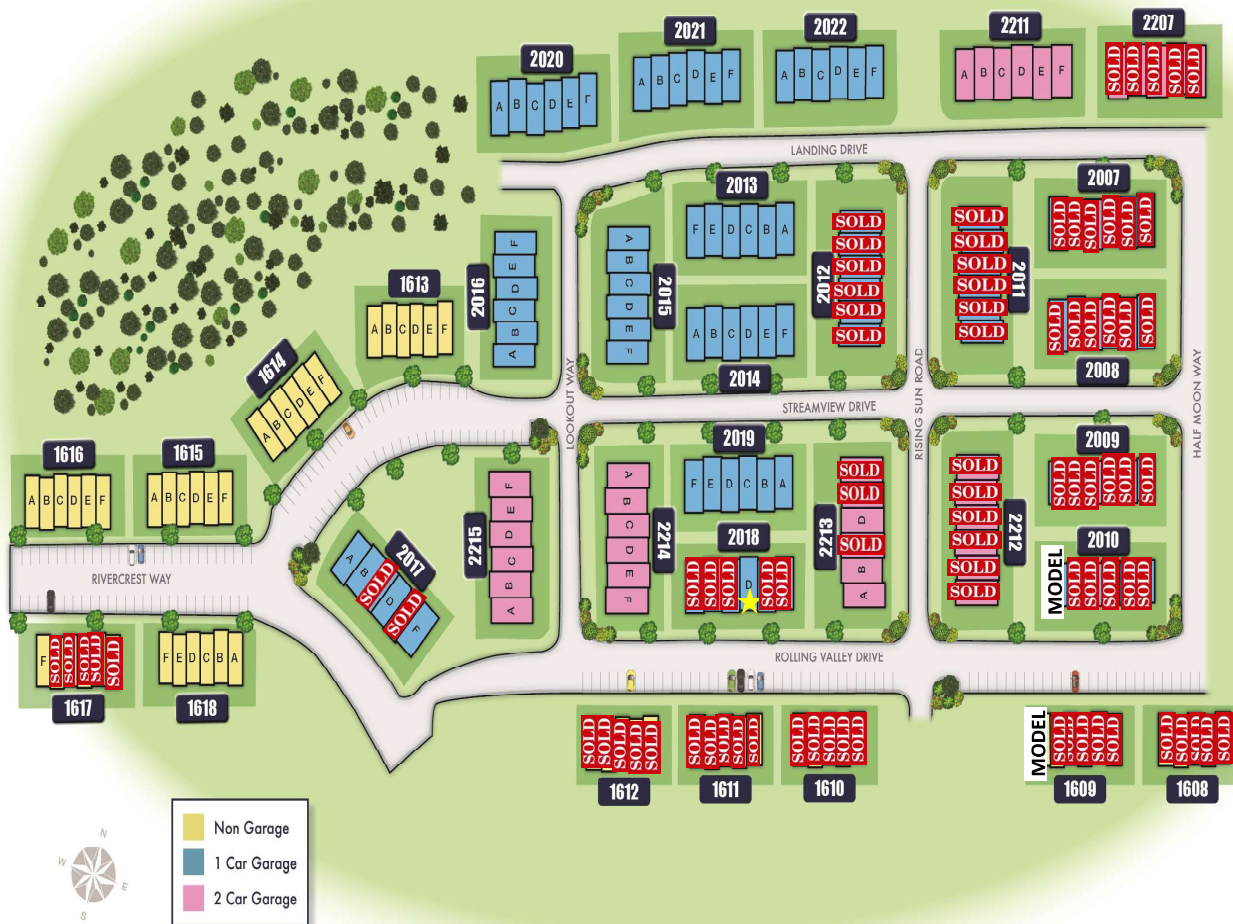 2020
A B C D E F
2021
A B C D E F
2022
A B C D E F
2211
A B C D E F
2207
SOLD SOLD SOLD SOLD SOLD
LANDING DRIVE
2016
F
E
D
C
B
A
2015
A
B
C
D
E
F
2013
F E D C B A
2014
A B C D E F
2012
SOLD
SOLD
SOLD
SOLD
SOLD
SOLD
2011
SOLD
SOLD
SOLD
SOLD
SOLD
SOLD
2007
SOLD SOLD SOLD SOLD SOLD SOLD
2008
SOLD SOLD SOLD SOLD SOLD SOLD
1613
A B C D E F
1614
A B C D E F
LOOKOUT WAY
STREAMVIEW DRIVE
RISING SUN ROAD
HALF MOON WAY
1616
A B C D E F
1615
A B C D E F
RIVERCREST WAY
2017
A B SOLD D SOLD F
2215
F
E
D
C
B
A
2214
A
B
C
D
E
F
2019
F E D C B A
2018
SOLD SOLD SOLD D SOLD SOLD
2213
SOLD
SOLD
D
SOLD
B
A
2212
SOLD
SOLD
SOLD
SOLD
SOLD
SOLD
2009
SOLD SOLD SOLD SOLD SOLD SOLD
2010
MODEL SOLD SOLD SOLD SOLD SOLD
ROLLING VALLEY DRIVE
F SOLD SOLD SOLD SOLD
1617
F E D C B A
1618
SOLD SOLD SOLD SOLD SOLD
1612
SOLD SOLD SOLD SOLD SOLD
1611
SOLD SOLD SOLD SOLD SOLD
1610
MODEL SOLD SOLD SOLD SOLD SOLD
1609
SOLD SOLD SOLD SOLD SOLD
1608
N
W
E
S
Non Garage
1 Car Garage
2 Car Garage